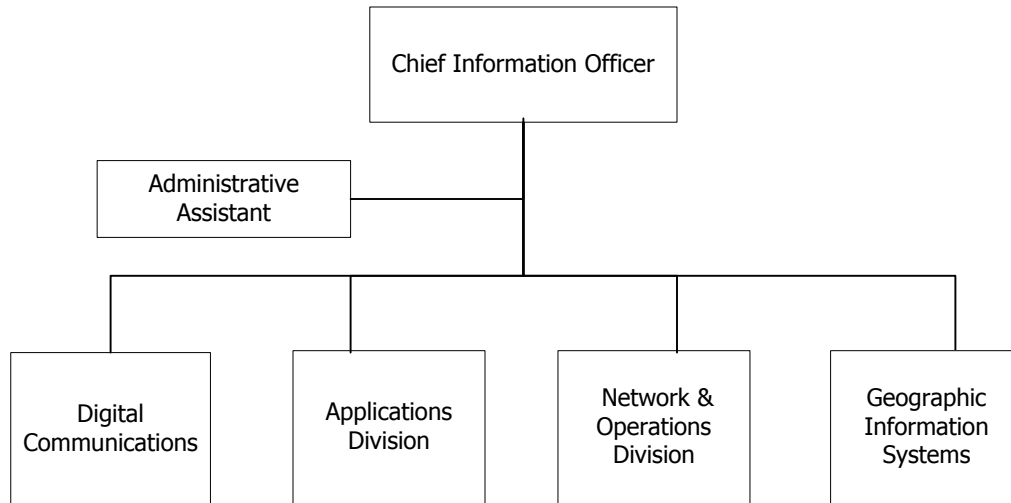 Chief Information Officer
Administrative
Assistant
Digital
Communications
Applications
Division
Network &
Operations
Division
Geographic
Information
Systems